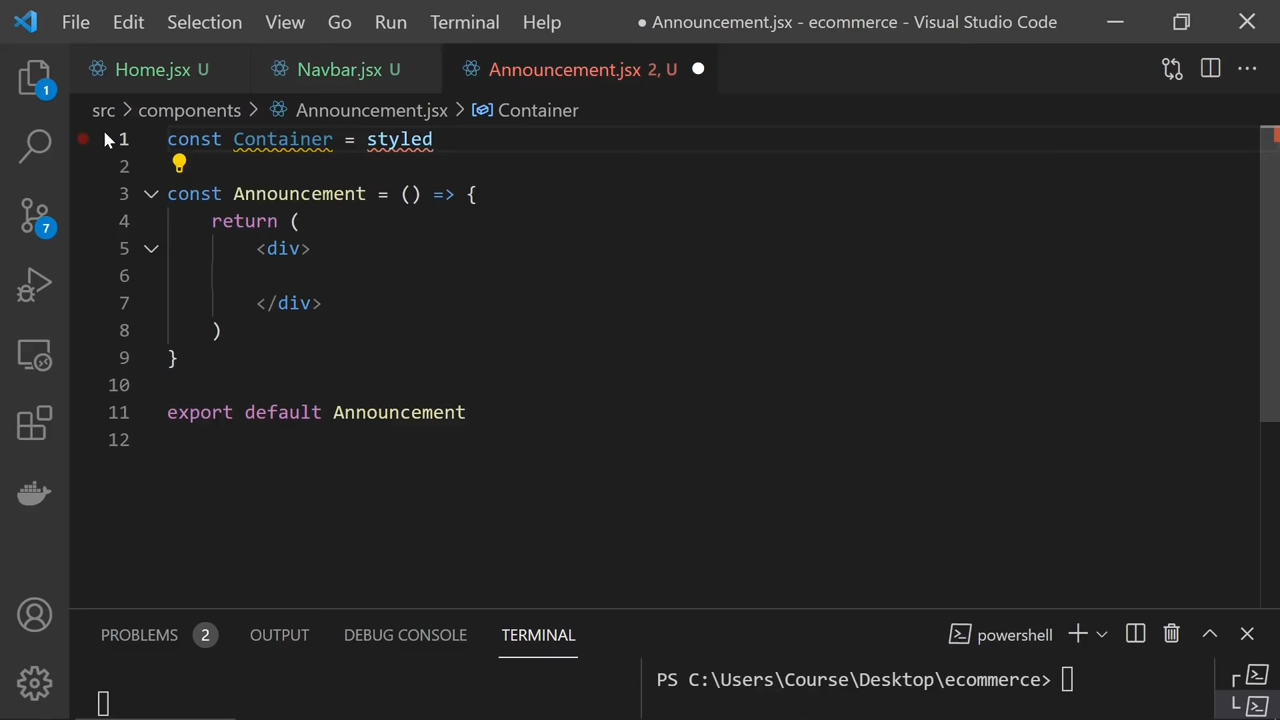 File Edit Selection View Go Run Terminal Help ● Announcement.jsx - ecommerce - Visual Studio Code
Home.jsx U Navbar.jsx U Announcement.jsx 2, U
src > components > Announcement.jsx > Container
1 const Container = styled
2
3 const Announcement = () => {
4 return (
5 <div>
6
7 </div>
8 )
9 }
10
11 export default Announcement
12
1
7
PROBLEMS 2 OUTPUT DEBUG CONSOLE TERMINAL powershell
PS C:\Users\Course\Desktop\ecommerce>